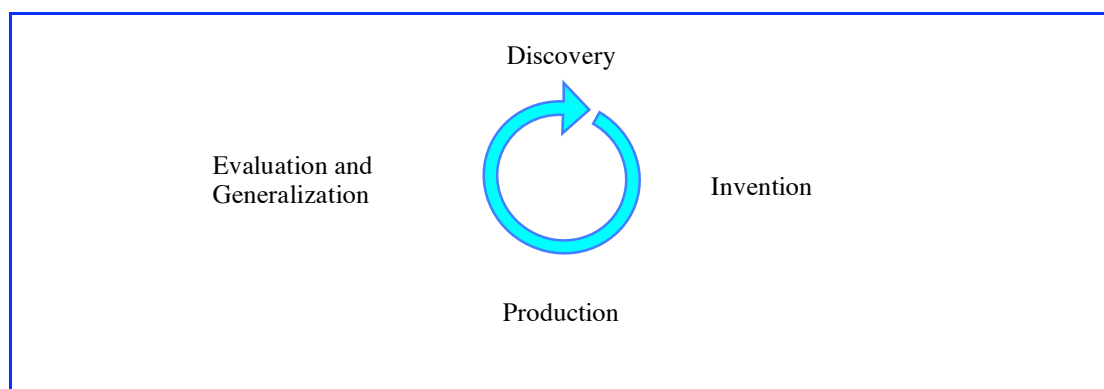 Discovery
Evaluation and
Generalization
Invention
Production